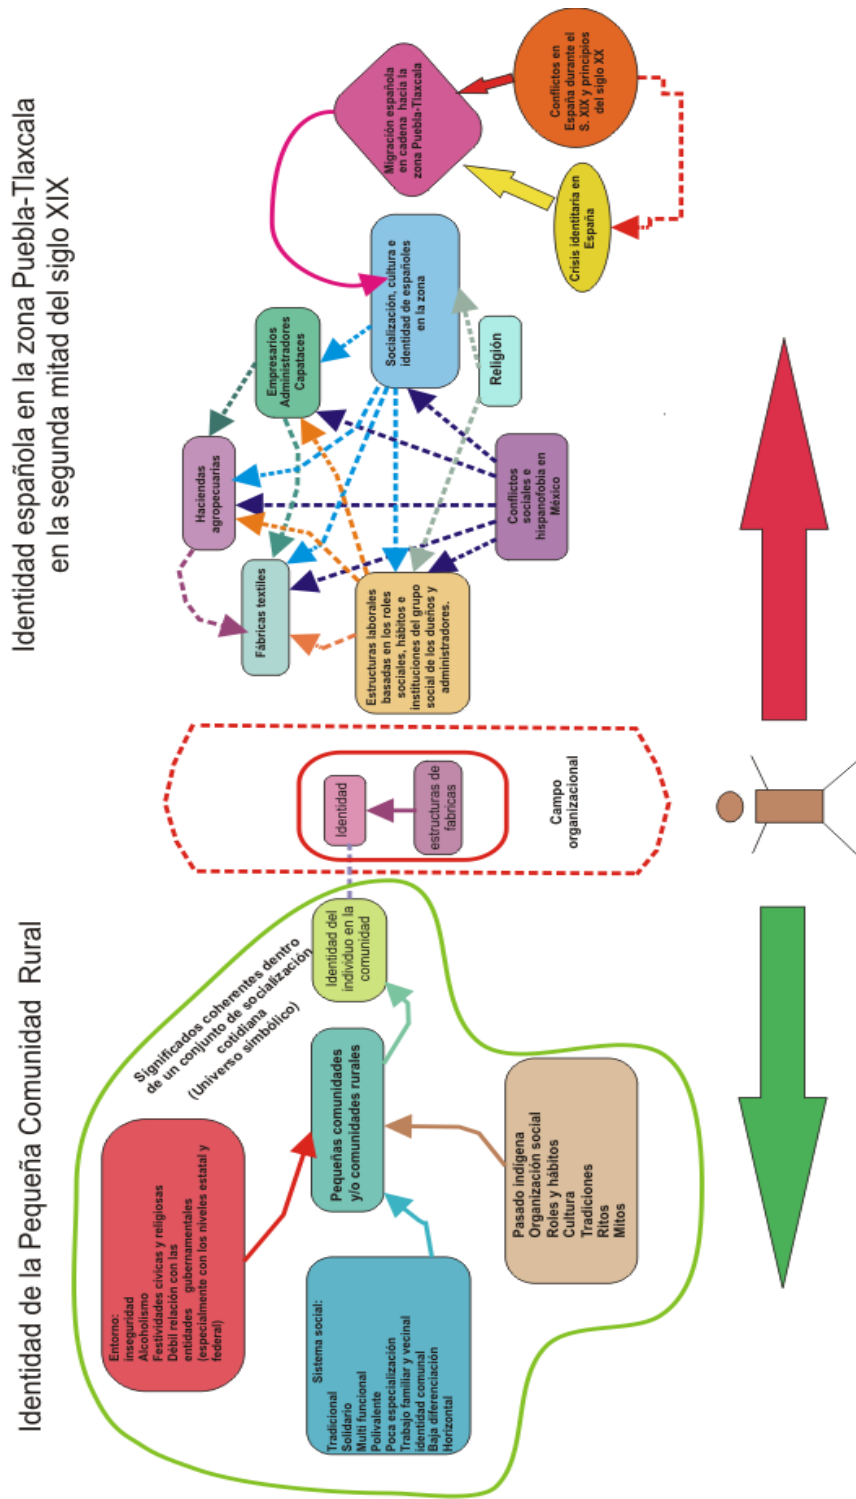 Identidad de la Pequeña Comunidad Rural
Entorno:
inseguridad
Alcoholismo
Festividades cívicas y religiosas
Débil relación con las
entidades gubernamentales
(especialmente con los niveles estatal y
federal)
Significados coherentes dentro
de un conjunto de socialización
cotidiana
(Universo simbólico)
Sistema social:
Tradicional
Solidario
Multi funcional
Polivalente
Poca especialización
Trabajo familiar y vecinal
identidad comunal
Baja diferenciación
Horizontal
Pequeñas comunidades
y/o comunidades rurales
Identidad del
individuo en la
comunidad
Pasado indígena
Organización social
Roles y hábitos
Cultura
Tradiciones
Ritos
Mitos
Identidad
estructuras de
fabricas
Campo
organizacional
Identidad española en la zona Puebla-Tlaxcala
en la segunda mitad del siglo XIX
Fábricas textiles
Haciendas
agropecuarias
Empresarios
Administradores
Capataces
Estructuras laborales
basadas en los roles
sociales, hábitos e
instituciones del grupo
social de los dueños y
administradores.
Socialización, cultura e
identidad de españoles
en la zona
Conflictos
sociales e
hispanofobia en
México
Religión
Migración española
en cadena hacia la
zona Puebla-Tlaxcala
Crisis identitaria en
España
Conflictos en
España durante el
S. XIX y principios
del siglo XX